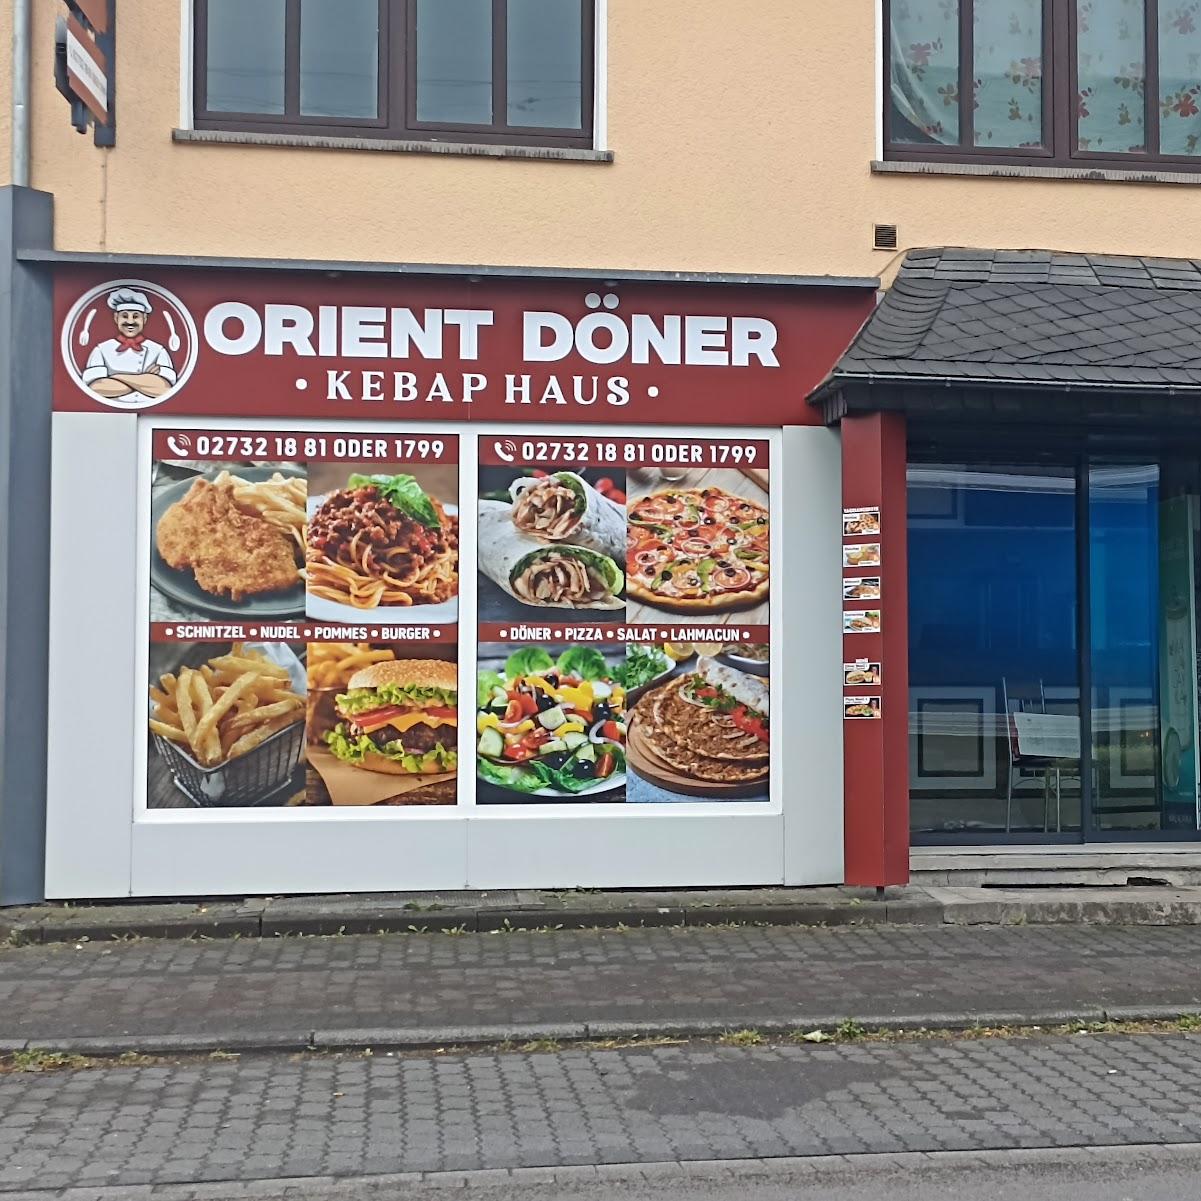 ORIENT DÖNER
• KEBAP HAUS •
02732 18 81 ODER 1799
02732 18 81 ODER 1799
• SCHNITZEL • NUDEL • POMMES • BURGER •
• DÖNER • PIZZA • SALAT • LAHMACUN •
TAGESANGEBOTE